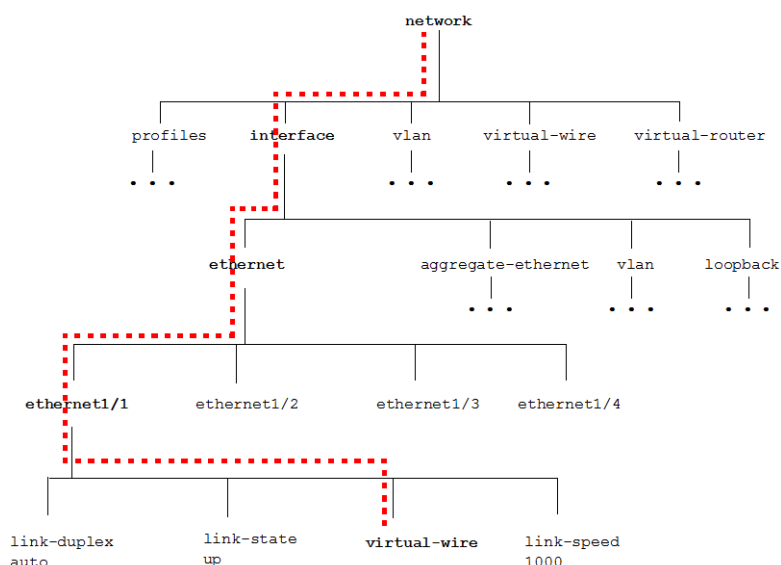 network
profiles interface vlan virtual-wire virtual-router
... ... ... ...
ethernet aggregate-ethernet vlan loopback
... ... ...
ethernet1/1 ethernet1/2 ethernet1/3 ethernet1/4
link-duplex link-state virtual-wire link-speed
auto up 1000